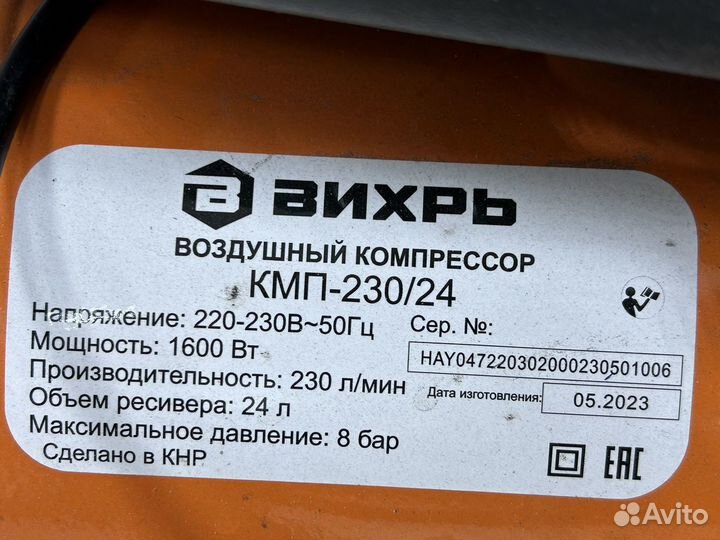 ВИХРЬ
ВОЗДУШНЫЙ КОМПРЕССОР
КМП-230/24
Напряжение: 220-230В~50Гц
Мощность: 1600 Вт
Производительность: 230 л/мин
Объем ресивера: 24 л
Максимальное давление: 8 бар
Сделано в КНР
Сер. №:
HAY047220302000230501006
Дата изготовления:
05.2023
EAC
Avito